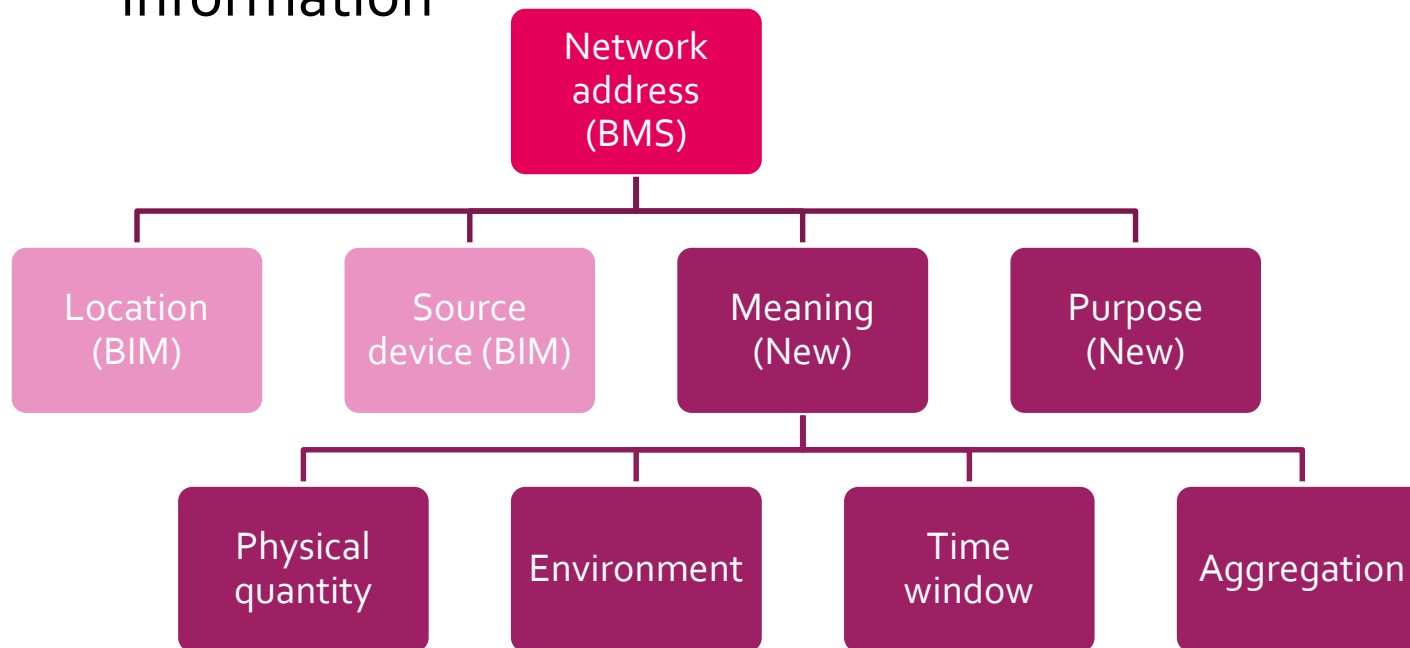 information
Network
address
(BMS)
Location
(BIM)
Source
device (BIM)
Meaning
(New)
Purpose
(New)
Physical
quantity
Environment
Time
window
Aggregation